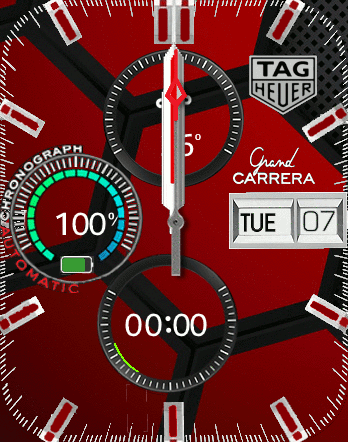 TAG
HEUER
Grand
CARRERA
CHRONOGRAPH
100%
AUTOMATIC
TUE 07
00:00